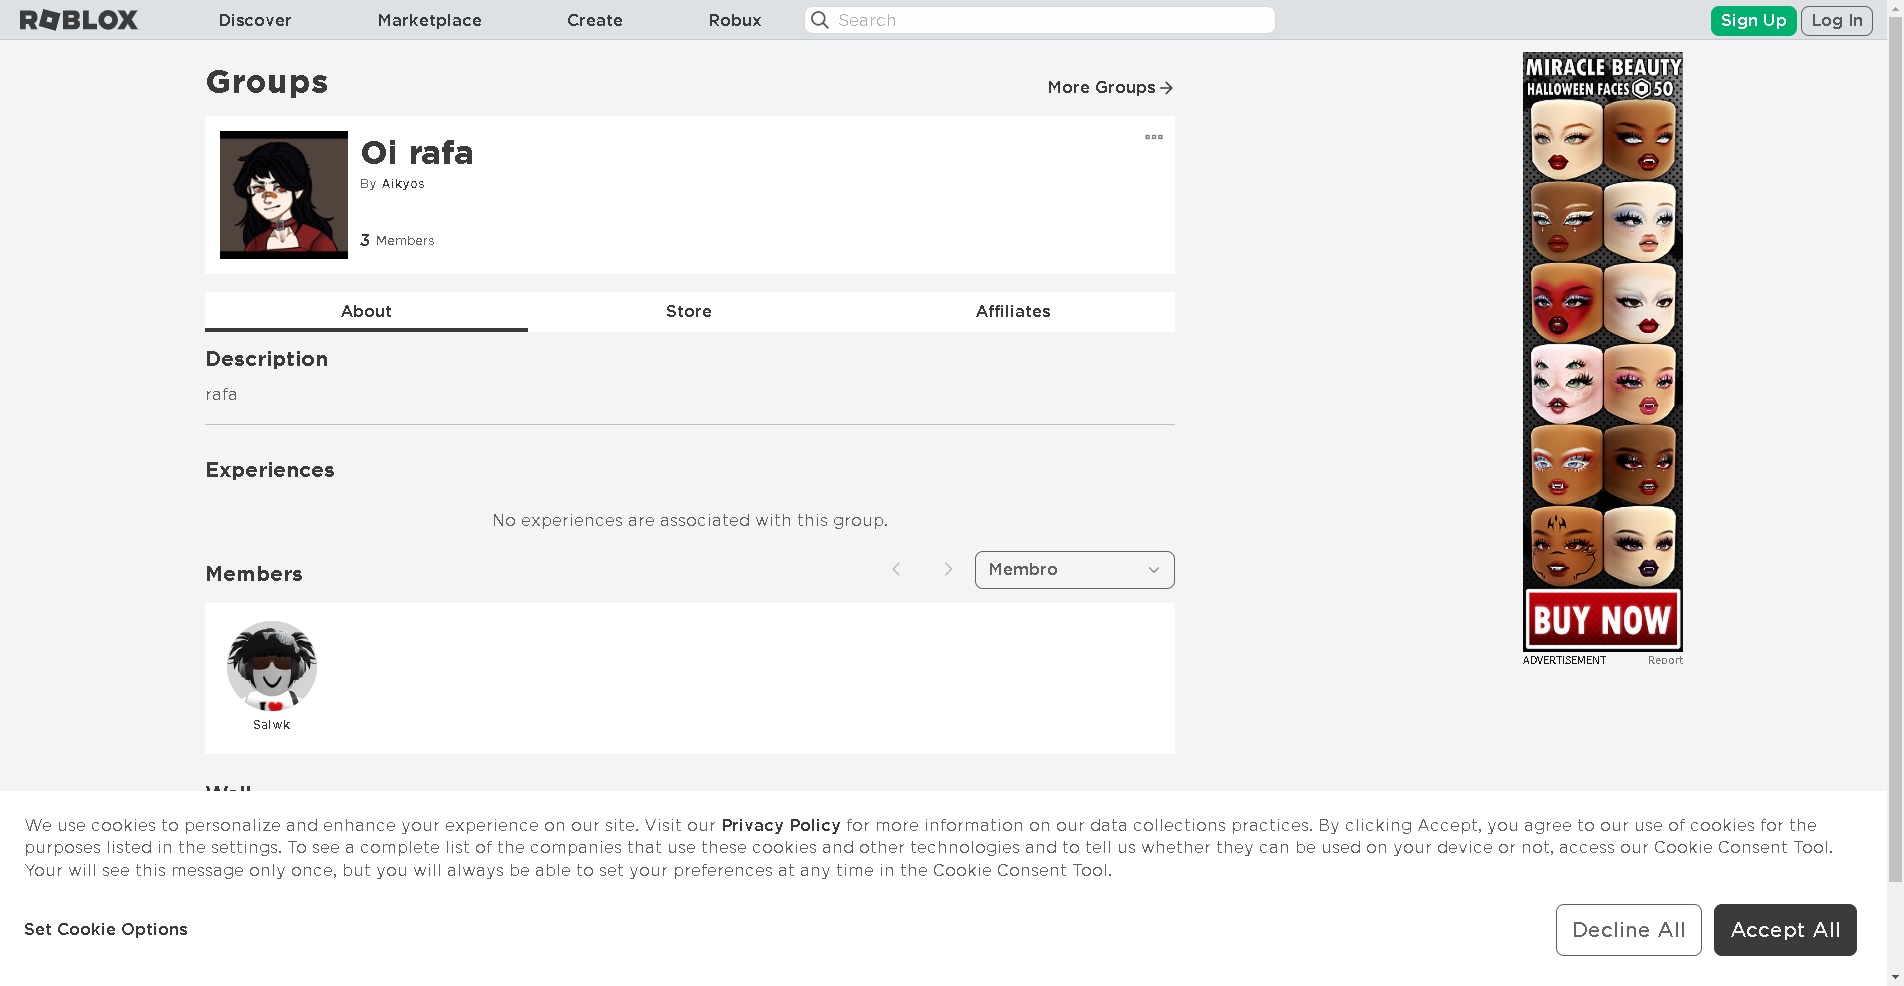 ROBLOX Discover Marketplace Create Robux Search Sign Up Log In
Groups
More Groups
Oi rafa
By Aikyos
3 Members
About Store Affiliates
Description
rafa
Experiences
No experiences are associated with this group.
Members
Membro
Salwk
MIRACLE BEAUTY
HALLOWEEN FACES 50
BUY NOW
ADVERTISEMENT Report
We use cookies to personalize and enhance your experience on our site. Visit our Privacy Policy for more information on our data collections practices. By clicking Accept, you agree to our use of cookies for the
purposes listed in the settings. To see a complete list of the companies that use these cookies and other technologies and to tell us whether they can be used on your device or not, access our Cookie Consent Tool.
Your will see this message only once, but you will always be able to set your preferences at any time in the Cookie Consent Tool.
Set Cookie Options
Decline All Accept All